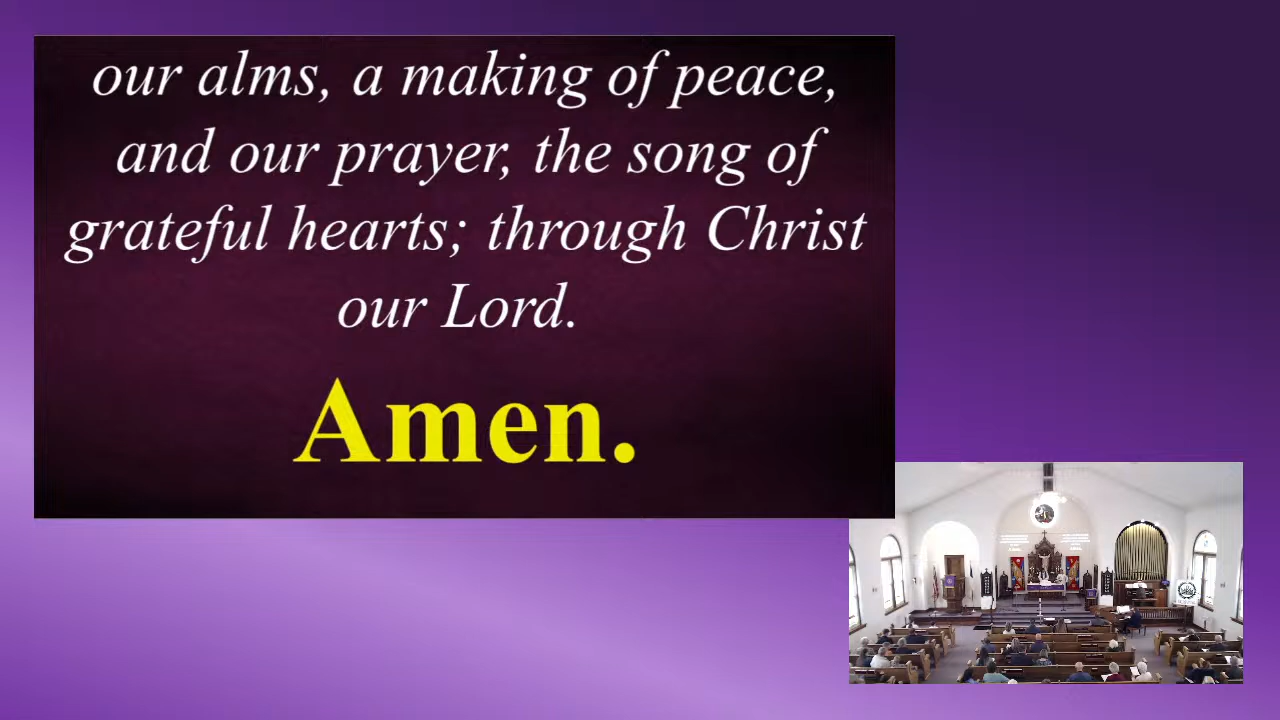 our alms, a making of peace,
and our prayer, the song of
grateful hearts; through Christ
our Lord.
Amen.